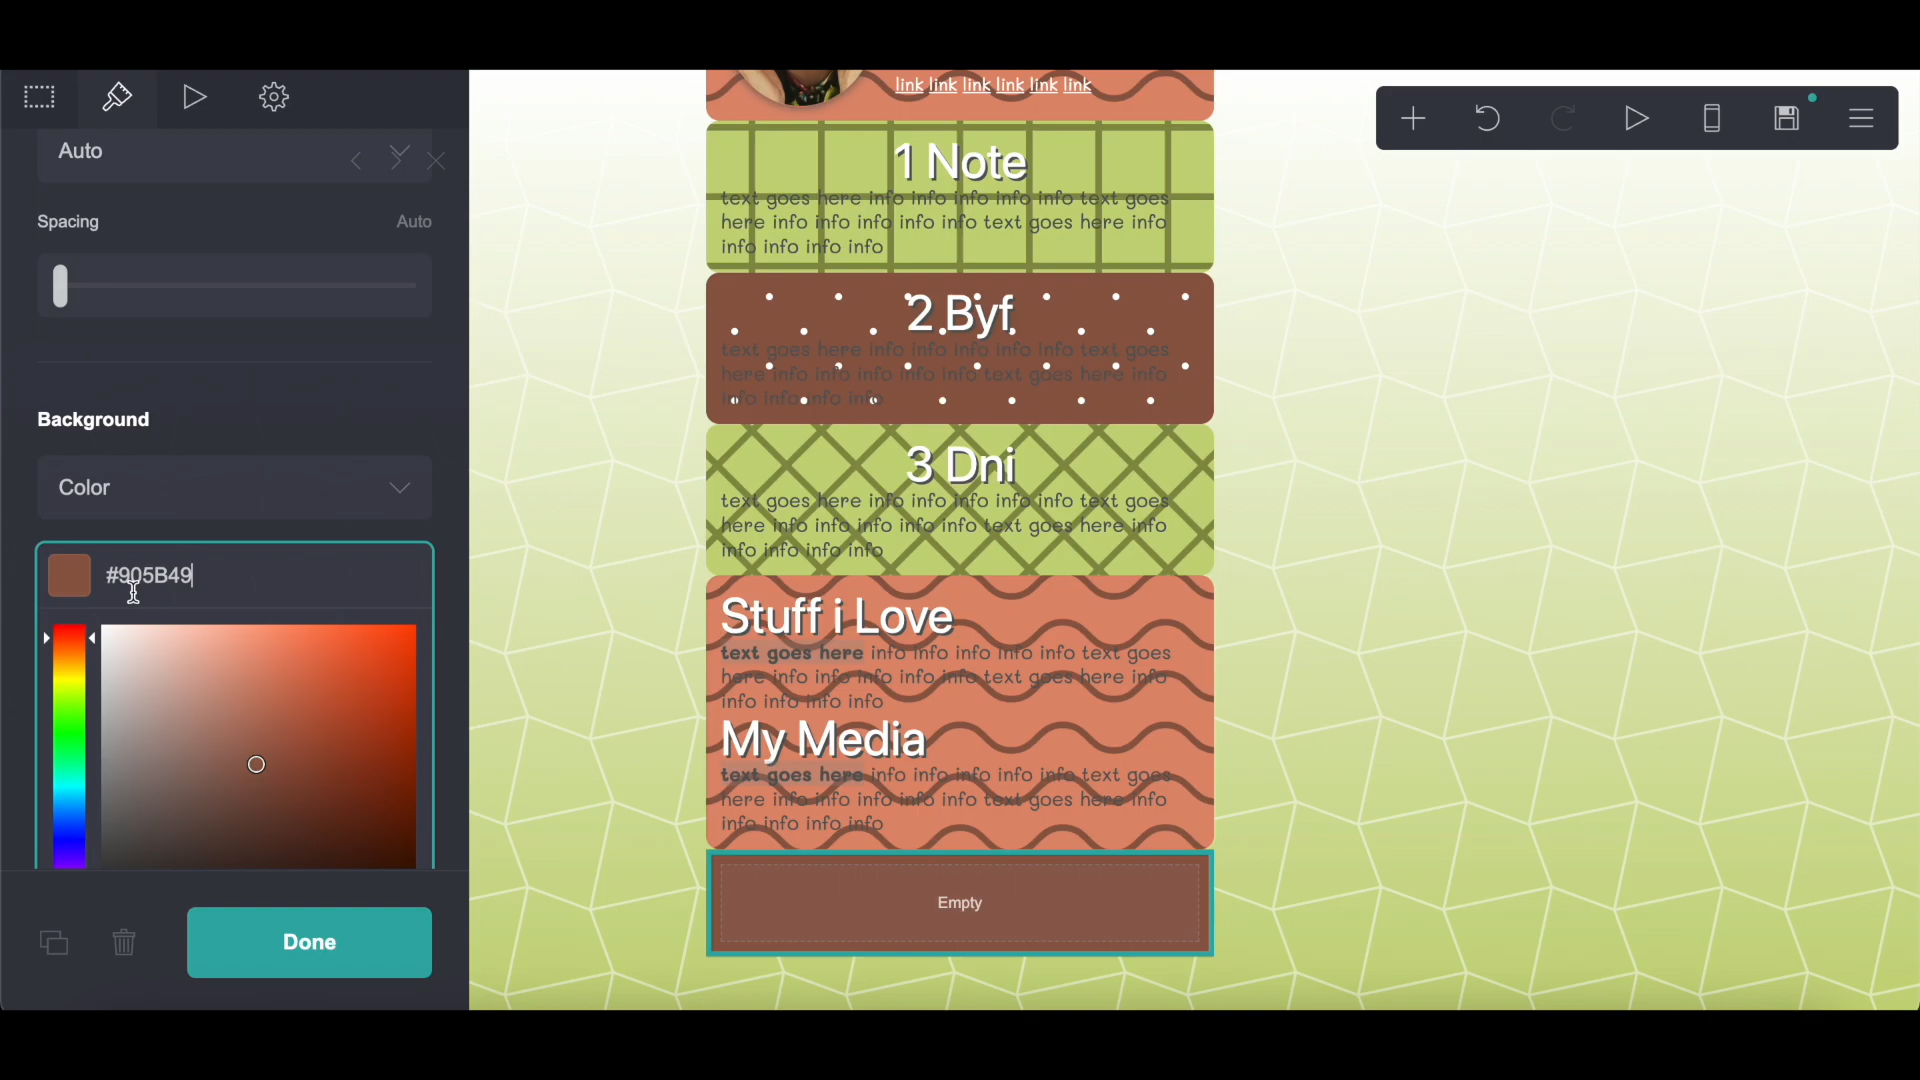 Auto
Spacing
Auto
Background
Color
#905B49
Done
link link link link link link
1 Note
text goes here info info info info info text goes
here info info info info info text goes here info
info info info info
2 Byf
text goes here info info info info info text goes
here info info info info info text goes here info
info info info info
3 Dni
text goes here info info info info info text goes
here info info info info info text goes here info
info info info info
Stuff i Love
text goes here info info info info info text goes
here info info info info info text goes here info
info info info info
My Media
text goes here info info info info info text goes
here info info info info info text goes here info
info info info info
Empty